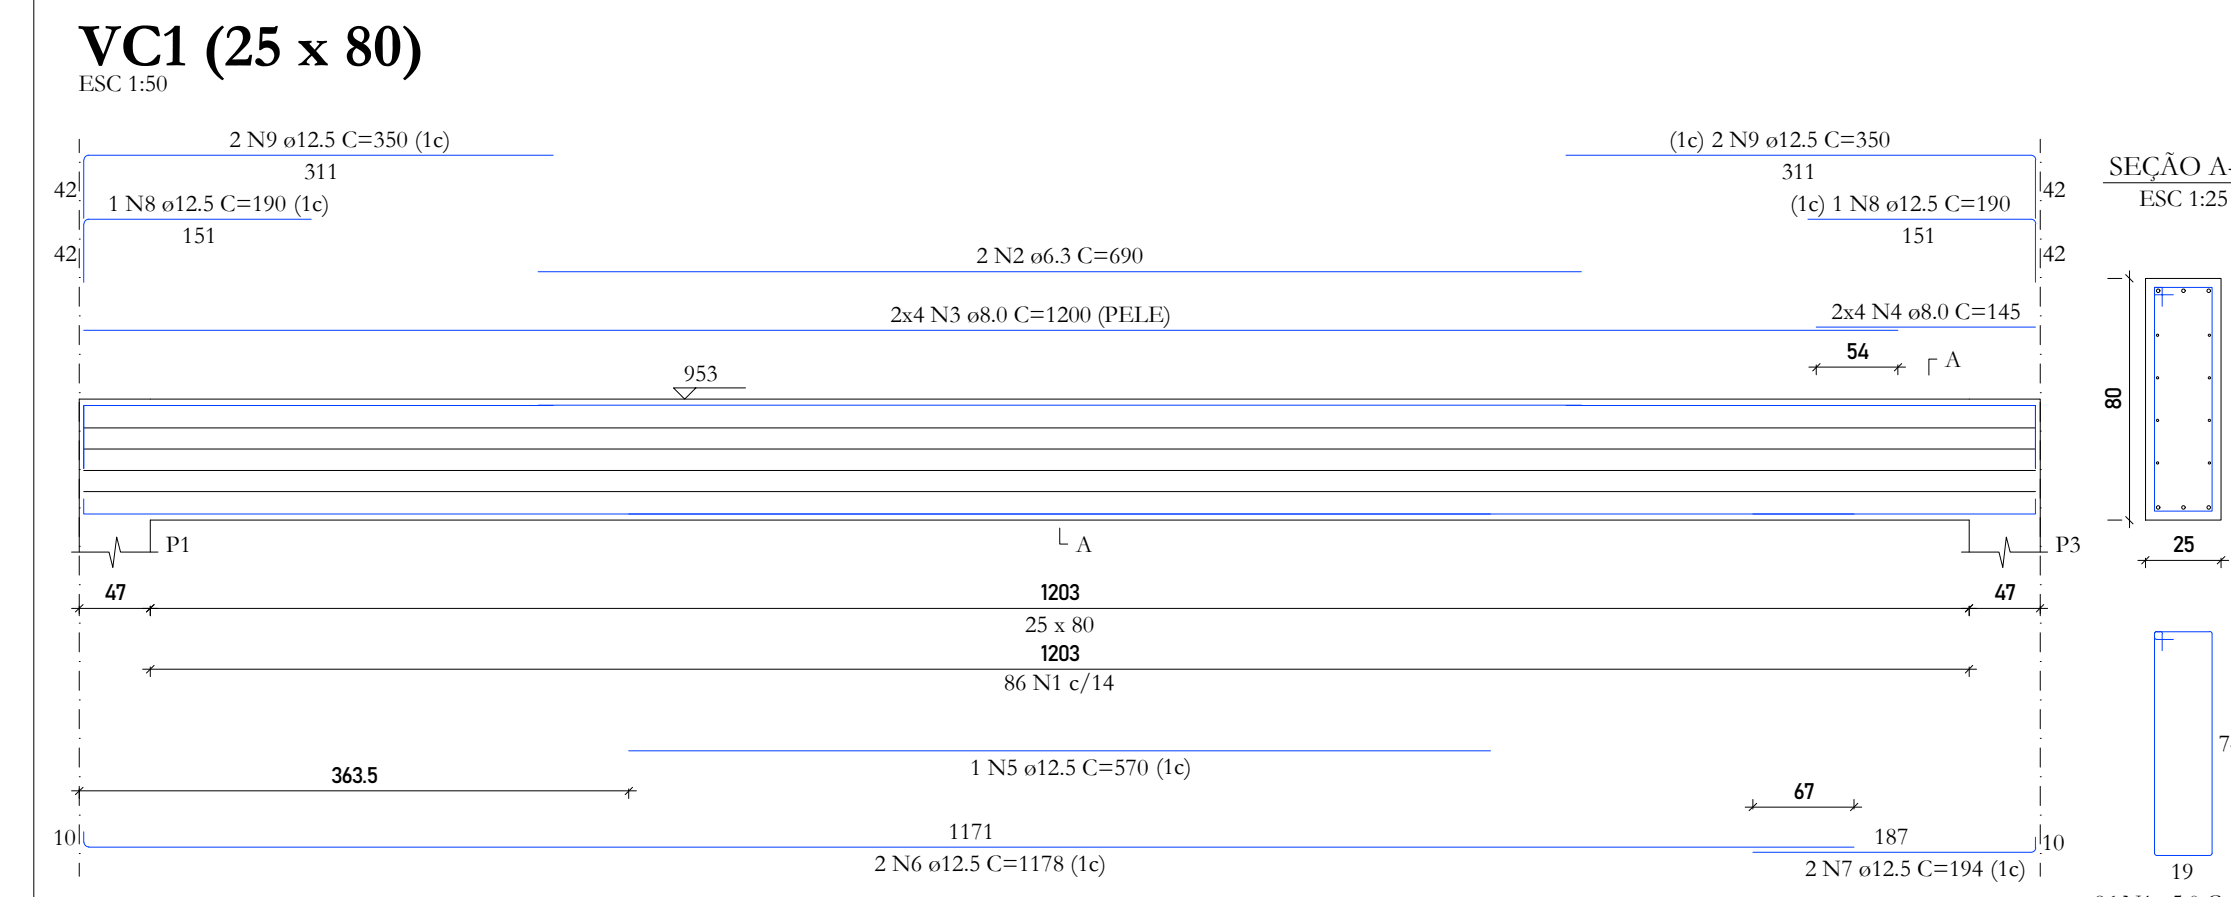 VC1 (25 x 80)
ESC 1:50
2 N9 ø12.5 C=350 (1c)
311
42
1 N8 ø12.5 C=190 (1c)
151
42
(1c) 2 N9 ø12.5 C=350
311
42
(1c) 1 N8 ø12.5 C=190
151
42
2 N2 ø6.3 C=690
2x4 N3 ø8.0 C=1200 (PELE)
2x4 N4 ø8.0 C=145
54
A
953
A
P1
P3
47
1203
47
25 x 80
1203
86 N1 c/14
1 N5 ø12.5 C=570 (1c)
363.5
67
10
1171
187
10
2 N6 ø12.5 C=1178 (1c)
2 N7 ø12.5 C=194 (1c)
SEÇÃO A-
ESC 1:25
80
25
19